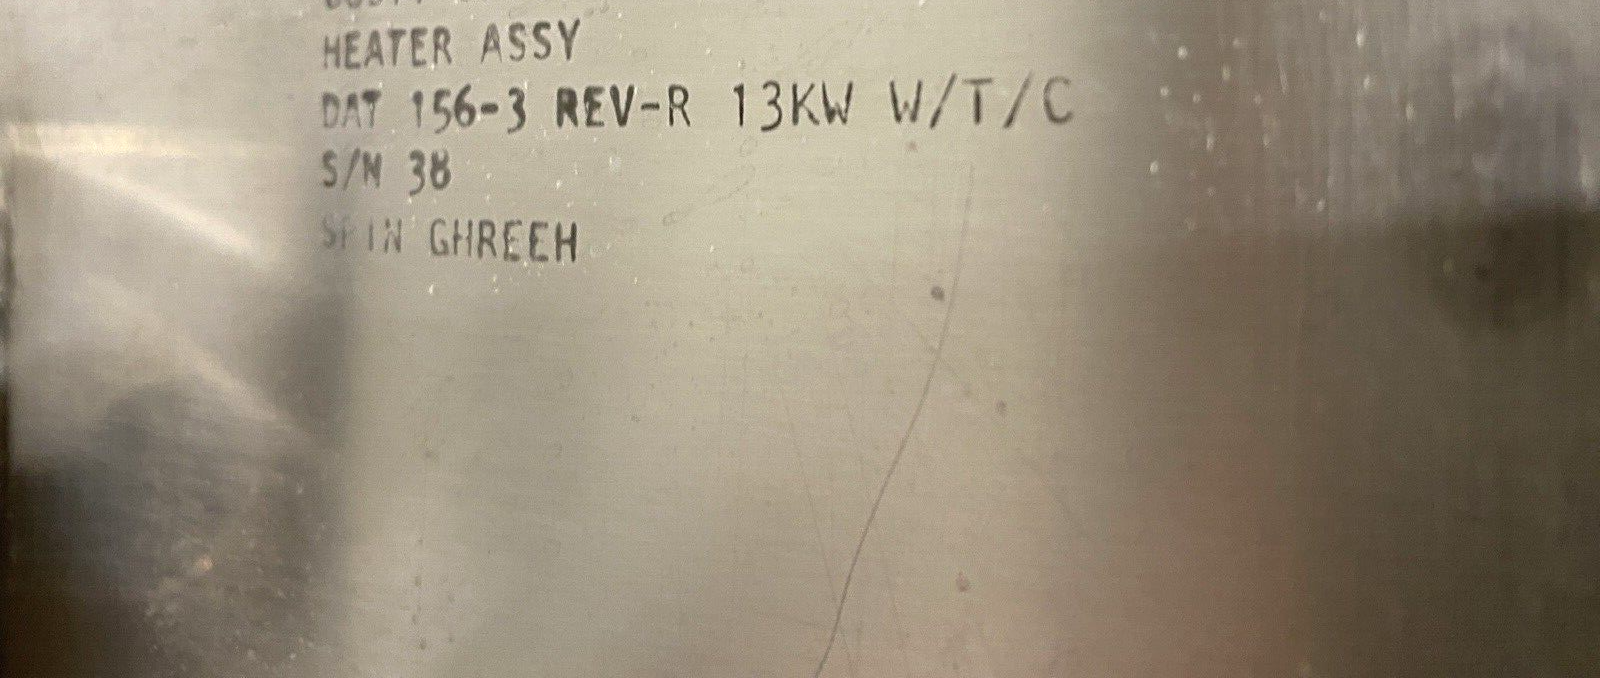 HEATER ASSY
DAT 156-3 REV-R 13KW W/T/C
S/N 38
GHREEH